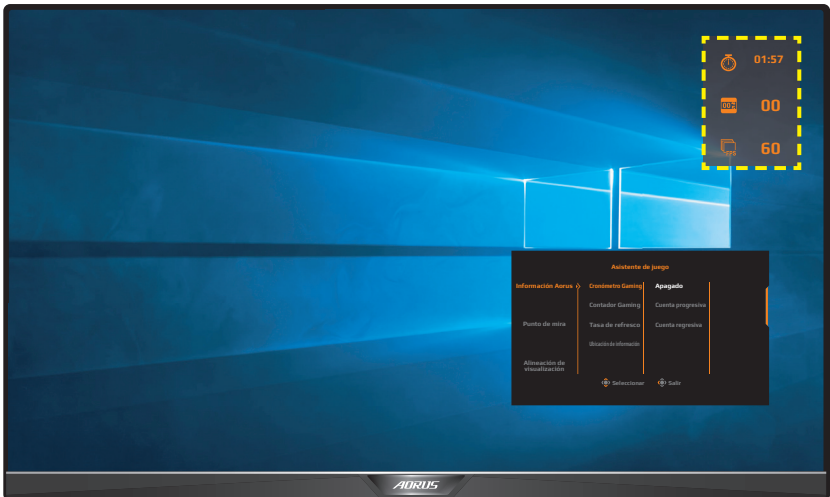 01:57
00
60
FPS
Asistente de juego
Información Aorus
Cronómetro Gaming
Apagado
Contador Gaming
Cuenta progresiva
Punto de mira
Tasa de refresco
Cuenta regresiva
Ubicación de información
Alineación de
visualización
Seleccionar
Salir
AORUS